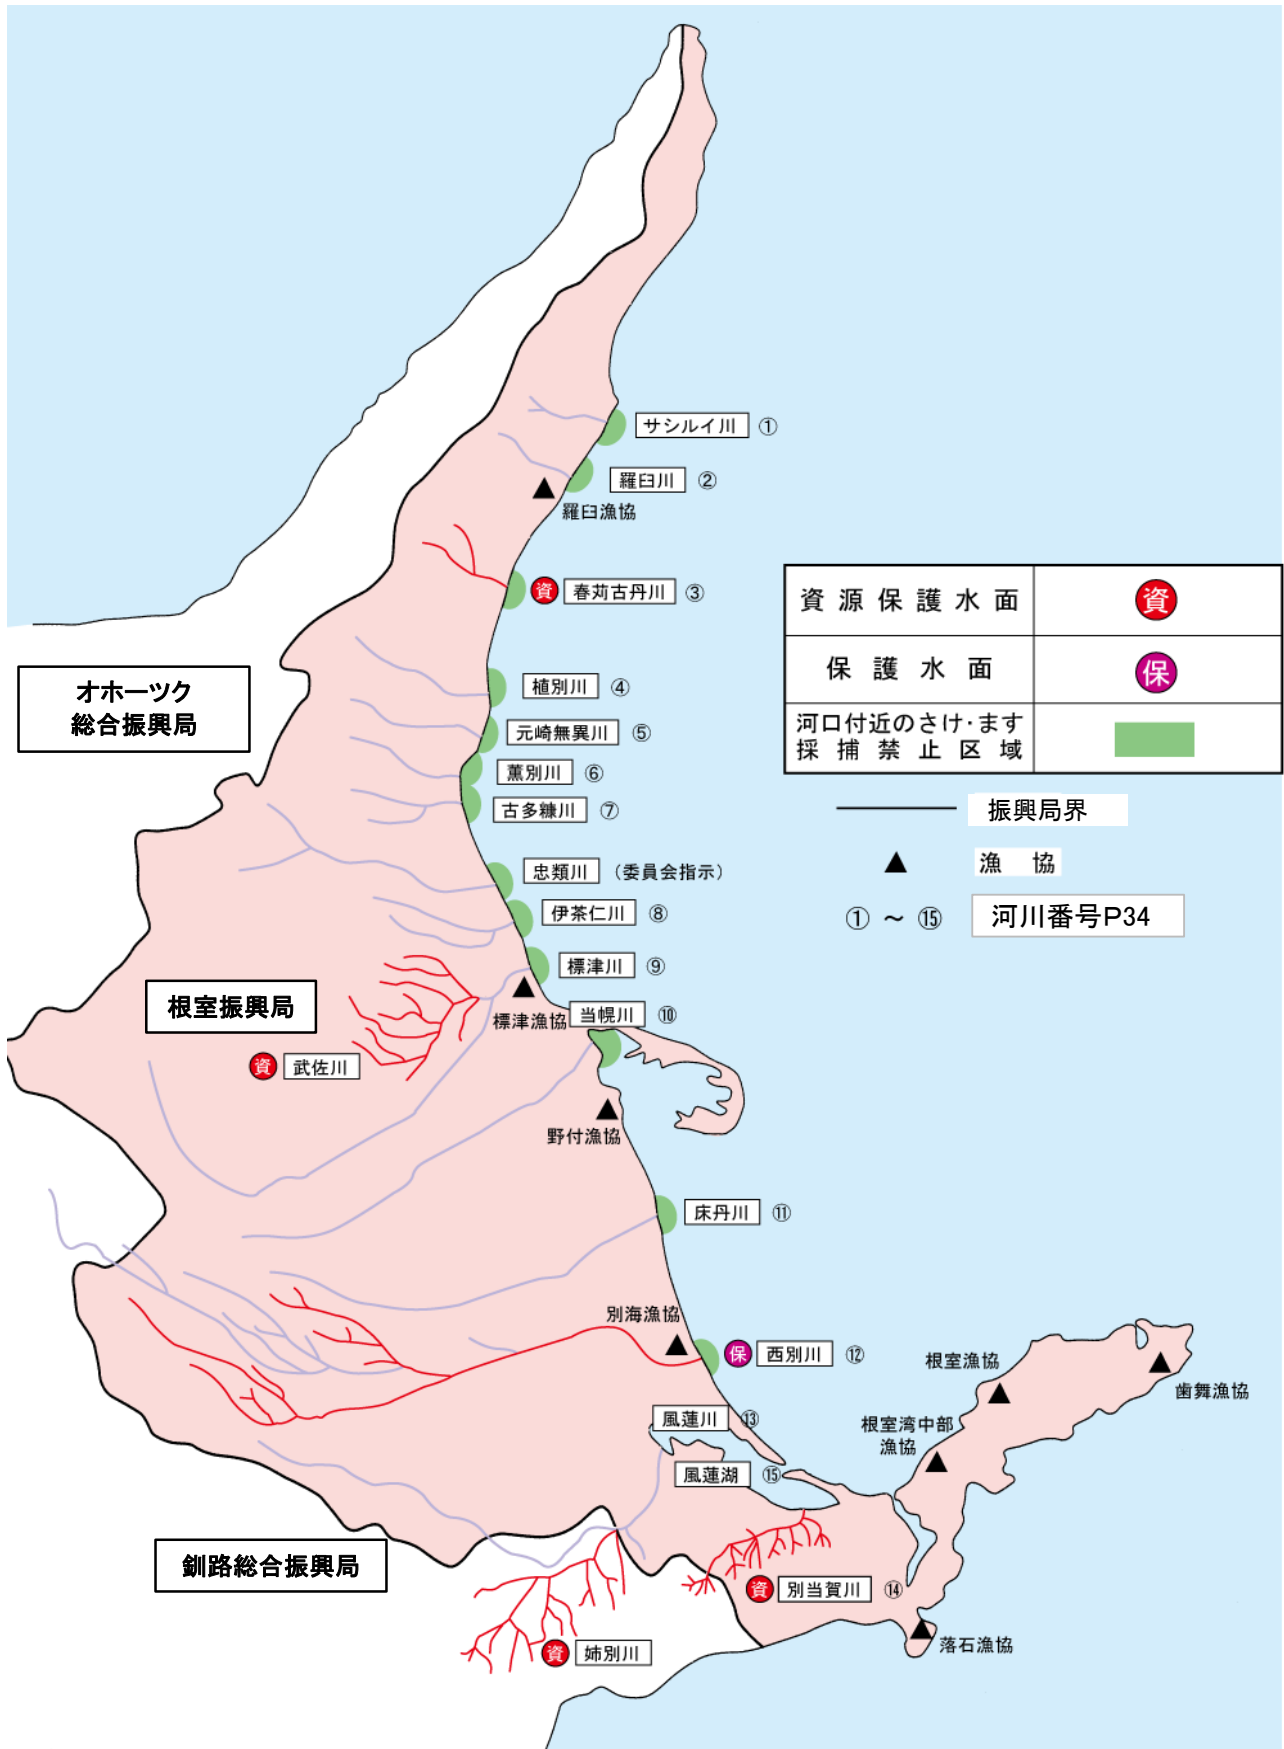 サシルイ川 ①
羅臼川 ②
羅臼漁協
資 春苅古丹川 ③
資源保護水面 資
保護水面 保
河口付近のさけ・ます
採捕禁止区域
振興局界
漁協
①～⑮ 河川番号P34
オホーツク
総合振興局
植別川 ④
元崎無異川 ⑤
薫別川 ⑥
古多糠川 ⑦
忠類川 (委員会指示)
伊茶仁川 ⑧
標津川 ⑨
根室振興局
標津漁協
当幌川 ⑩
資 武佐川
野付漁協
床丹川 ⑪
別海漁協
保 西別川 ⑫
根室漁協
歯舞漁協
風蓮川 ⑬
根室湾中部
漁協
風蓮湖 ⑮
釧路総合振興局
資 別当賀川 ⑭
資 姉別川
落石漁協